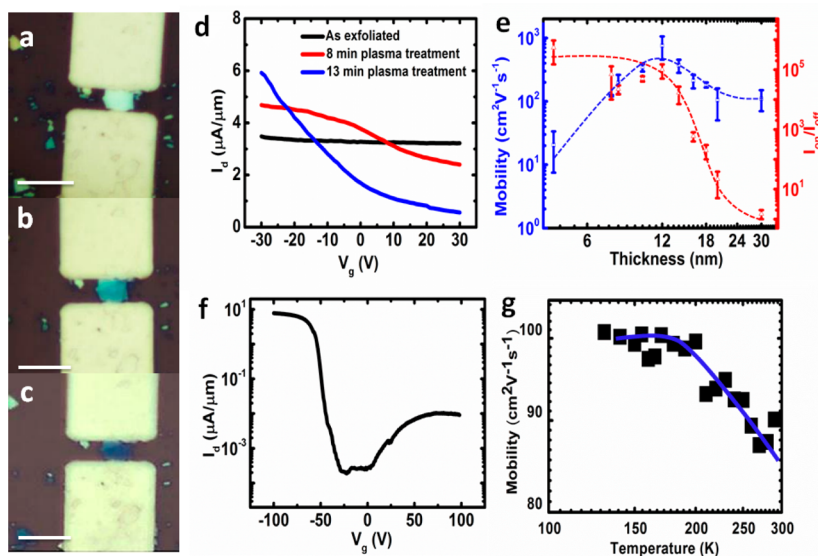 a
b
c
d
As exfoliated
8 min plasma treatment
13 min plasma treatment
I_d (µA/µm)
8
6
4
2
0
-30 -20 -10 0 10 20 30
V_g (V)
e
Mobility (cm²V⁻¹s⁻¹)
10³
10²
10¹
10⁰
I_on/I_off
10⁵
10³
10¹
6 12 18 24 30
Thickness (nm)
f
I_d (µA/µm)
10¹
10⁻¹
10⁻³
-100 -50 0 50 100
V_g (V)
g
Mobility (cm²V⁻¹s⁻¹)
100
90
80
100 150 200 250 300
Temperature (K)